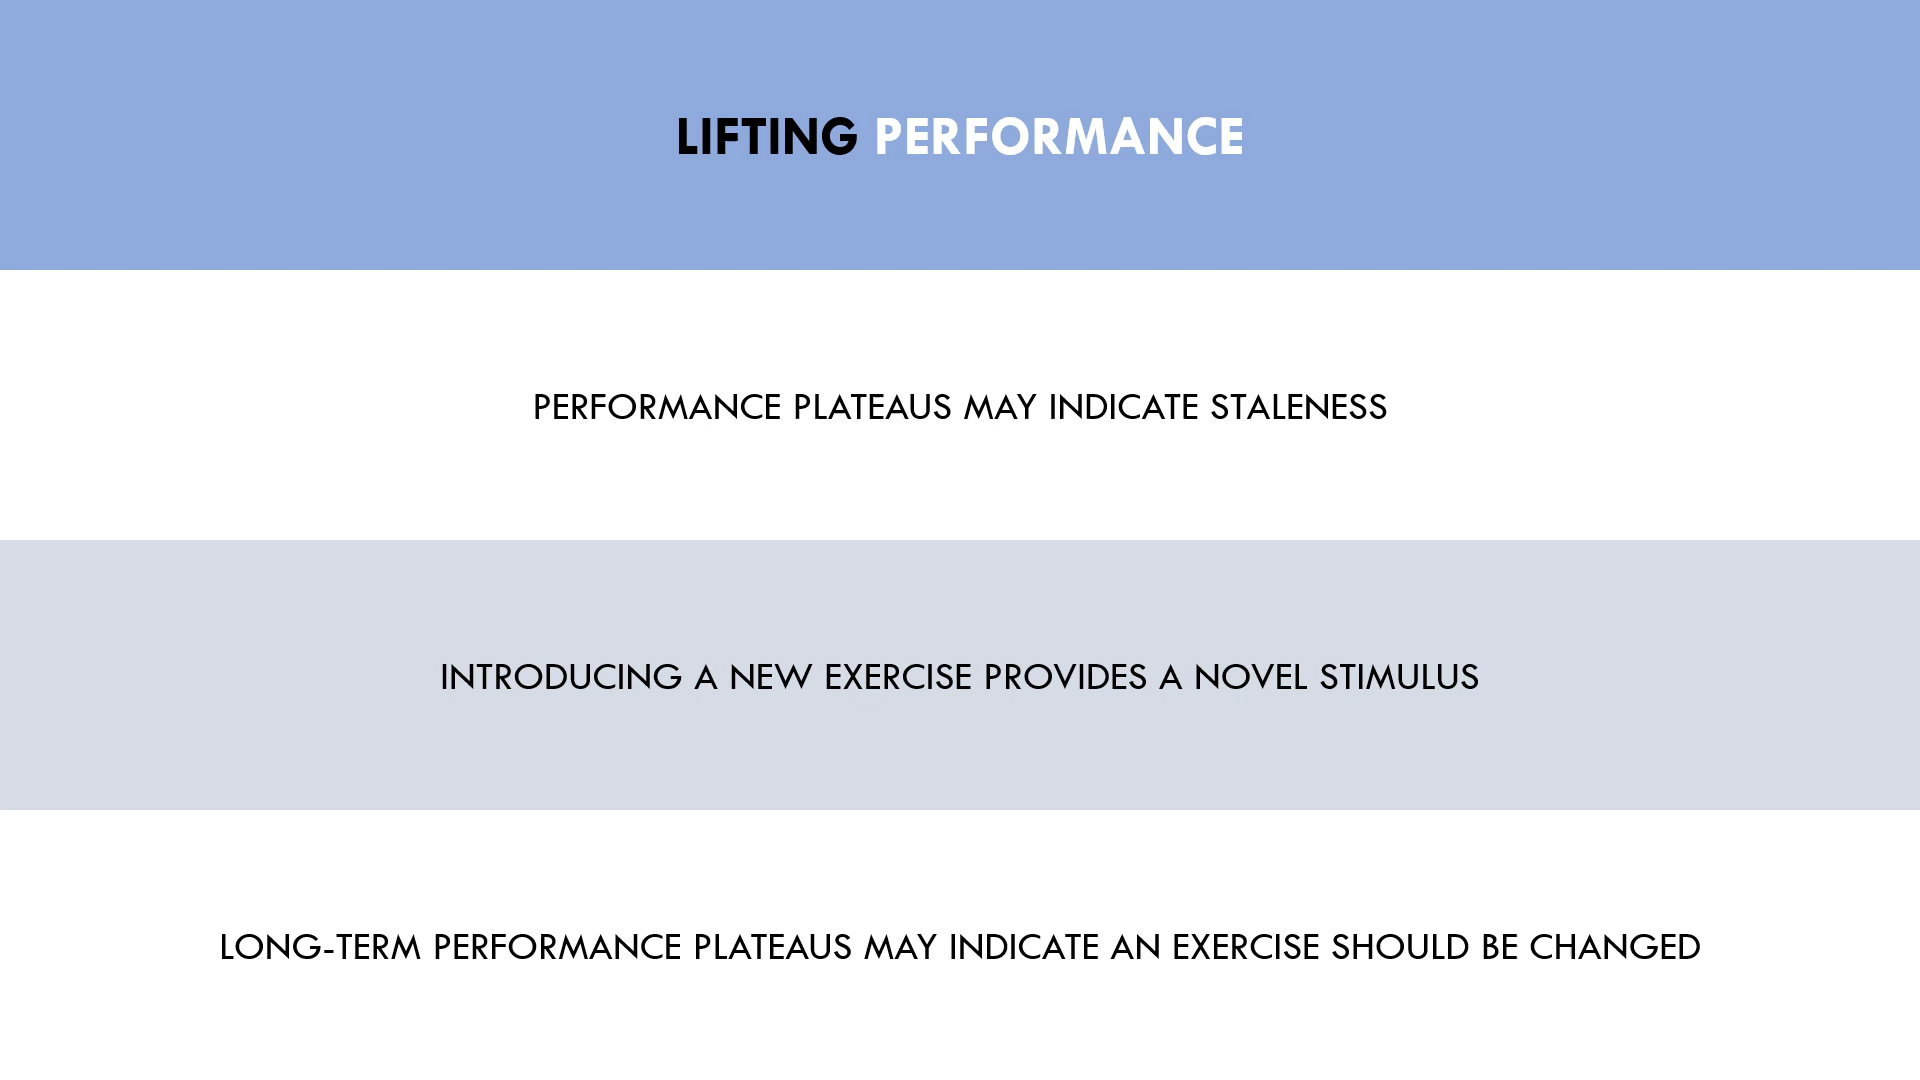 LIFTING PERFORMANCE
PERFORMANCE PLATEAUS MAY INDICATE STALENESS
INTRODUCING A NEW EXERCISE PROVIDES A NOVEL STIMULUS
LONG-TERM PERFORMANCE PLATEAUS MAY INDICATE AN EXERCISE SHOULD BE CHANGED